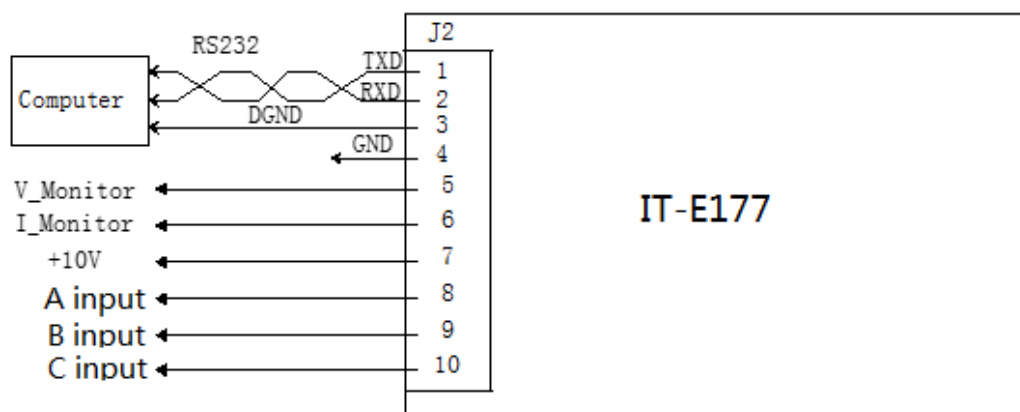 J2
RS232
TXD
1
Computer
RXD
2
DGND
3
GND
4
V_Monitor
5
IT-E177
I_Monitor
6
+10V
7
A input
8
B input
9
C input
10